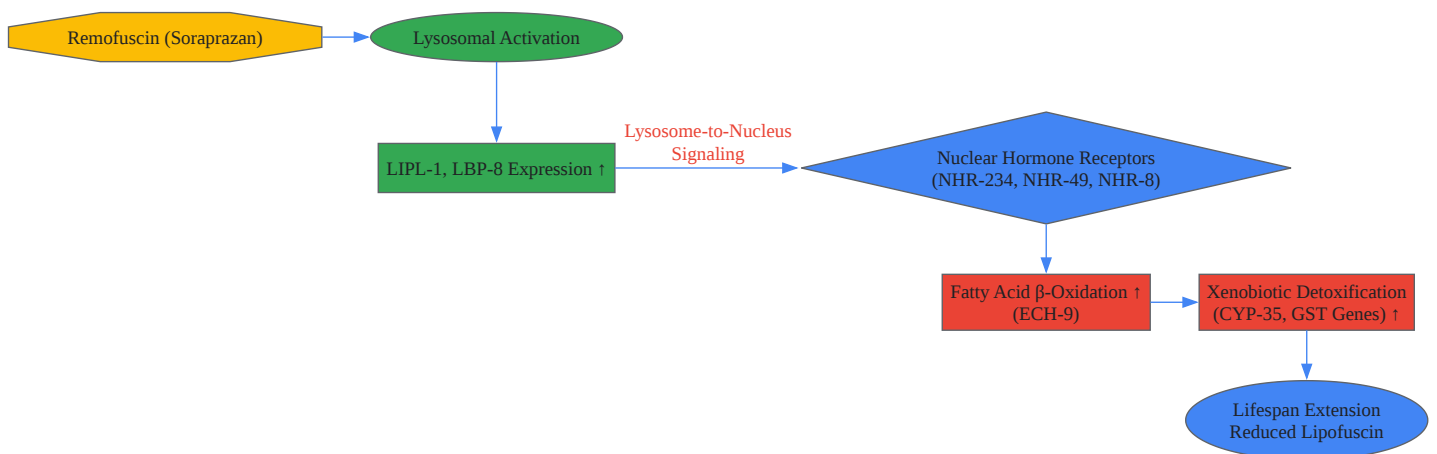 Remofuscin (Soraprazan)
Lysosomal Activation
LIPL-1, LBP-8 Expression ↑
Lysosome-to-Nucleus
Signaling
Nuclear Hormone Receptors
(NHR-234, NHR-49, NHR-8)
Fatty Acid β-Oxidation ↑
(ECH-9)
Xenobiotic Detoxification
(CYP-35, GST Genes) ↑
Lifespan Extension
Reduced Lipofuscin